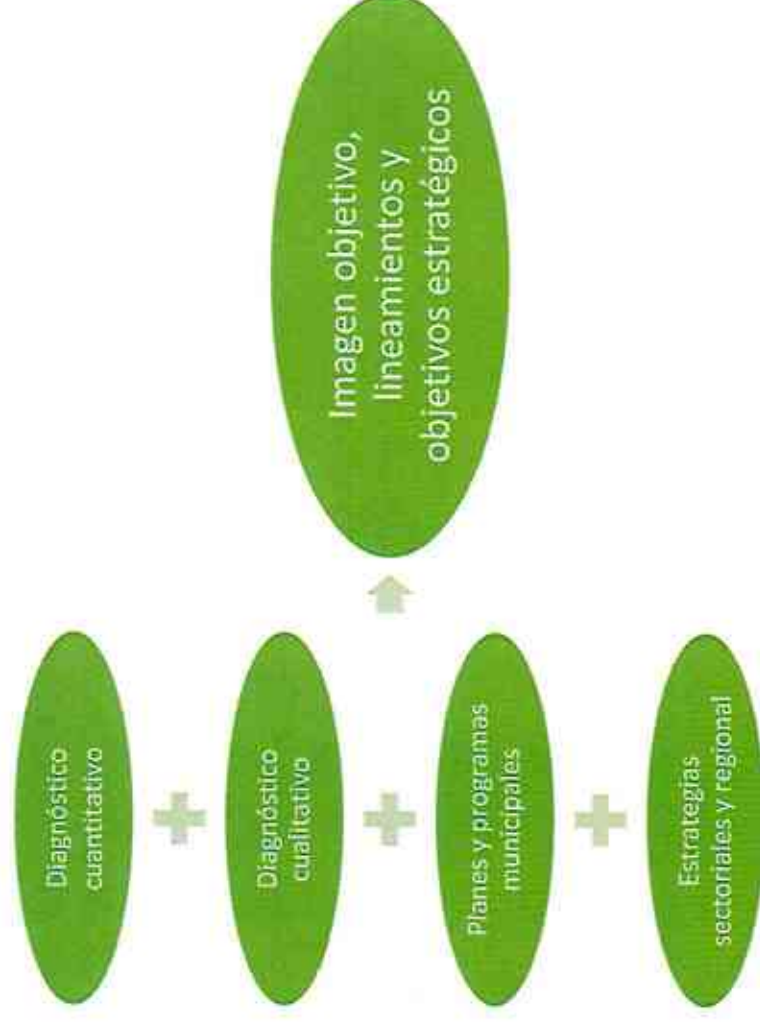 Diagnóstico
cuantitativo
Diagnóstico
cualitativo
Planes y programas
municipales
Estrategias
sectoriales y regional
Imagen objetivo,
lineamientos y
objetivos estratégicos